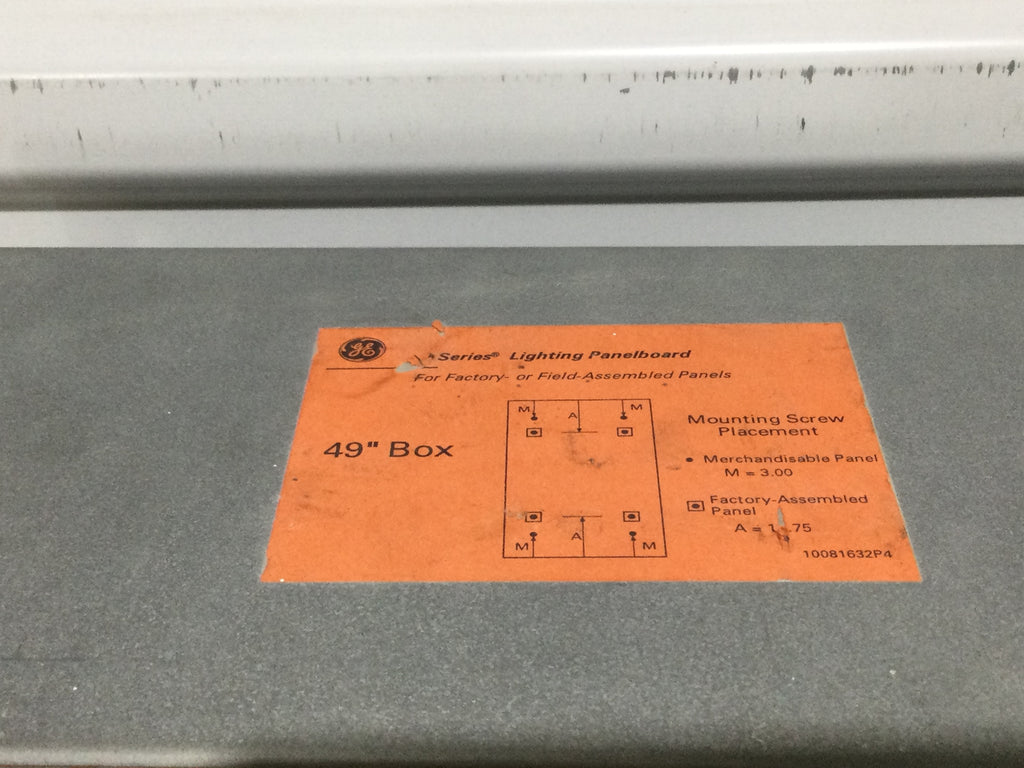 GE
Series® Lighting Panelboard
For Factory- or Field-Assembled Panels
49" Box
M A M
M A M
Mounting Screw
Placement
• Merchandisable Panel
M = 3.00
Factory-Assembled
Panel
10081632P4